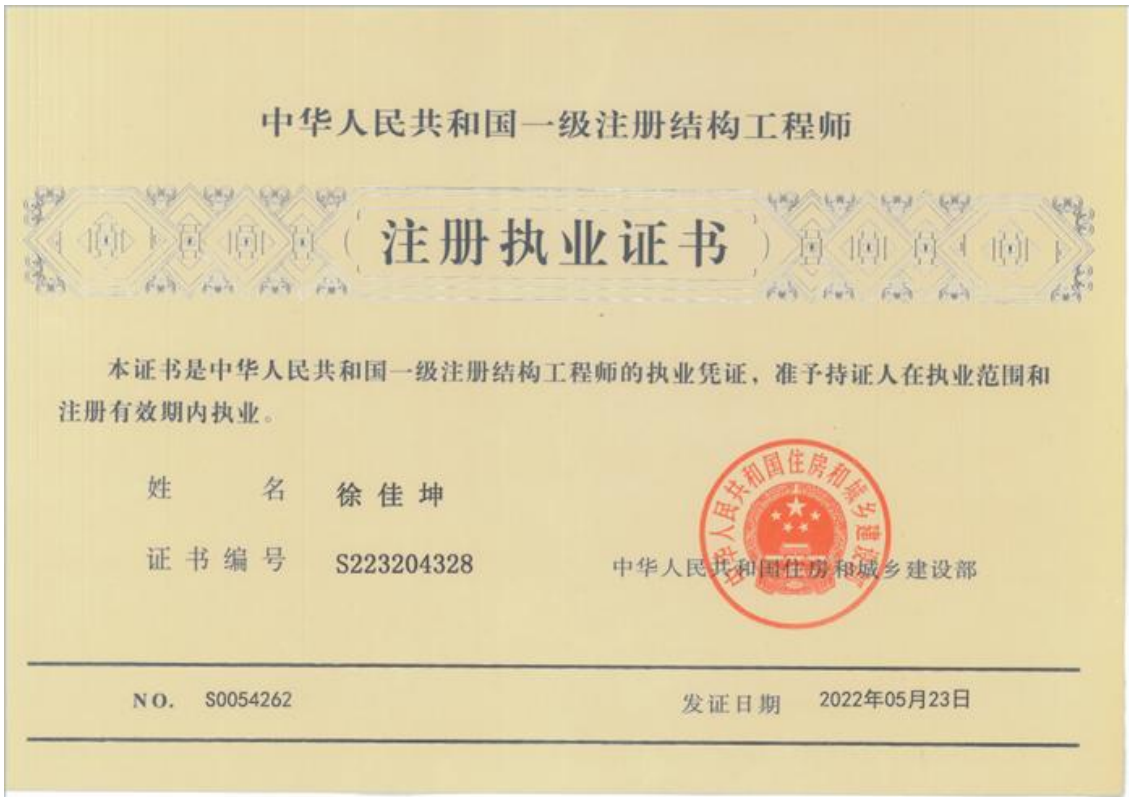 中华人民共和国一级注册结构工程师
注册执业证书
本证书是中华人民共和国一级注册结构工程师的执业凭证，准予持证人在执业范围和
注册有效期内执业。
姓 名 徐佳坤
证书编号 S223204328
中华人民共和国住房和城乡建设部
中华人民共和国住房和城乡建设部
NO. S0054262 发证日期 2022年05月23日